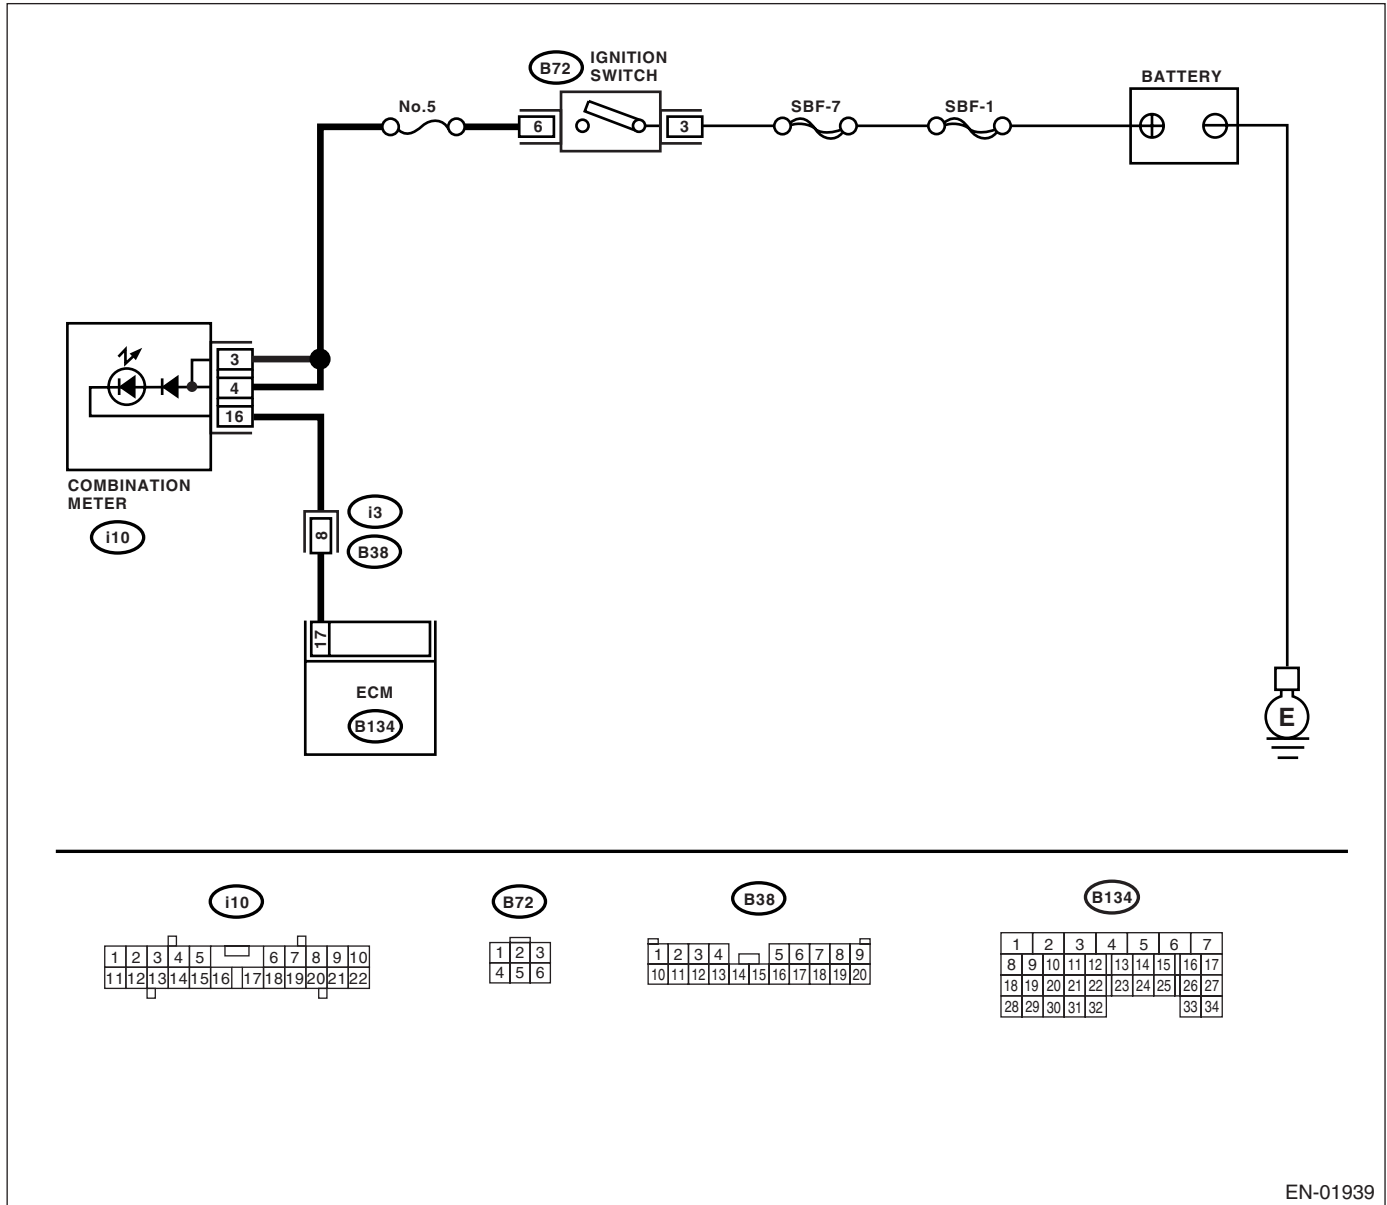 B72
IGNITION
SWITCH
BATTERY
No.5
SBF-7
SBF-1
6
3
3
4
16
COMBINATION
METER
i10
i3
8
B38
17
ECM
B134
E
i10
B72
B38
B134
1 2 3 4 5 6 7 8 9 10
11 12 13 14 15 16 17 18 19 20 21 22
1 2 3
4 5 6
1 2 3 4 5 6 7 8 9
10 11 12 13 14 15 16 17 18 19 20
1 2 3 4 5 6 7
8 9 10 11 12 13 14 15 16 17
18 19 20 21 22 23 24 25 26 27
28 29 30 31 32 33 34
EN-01939